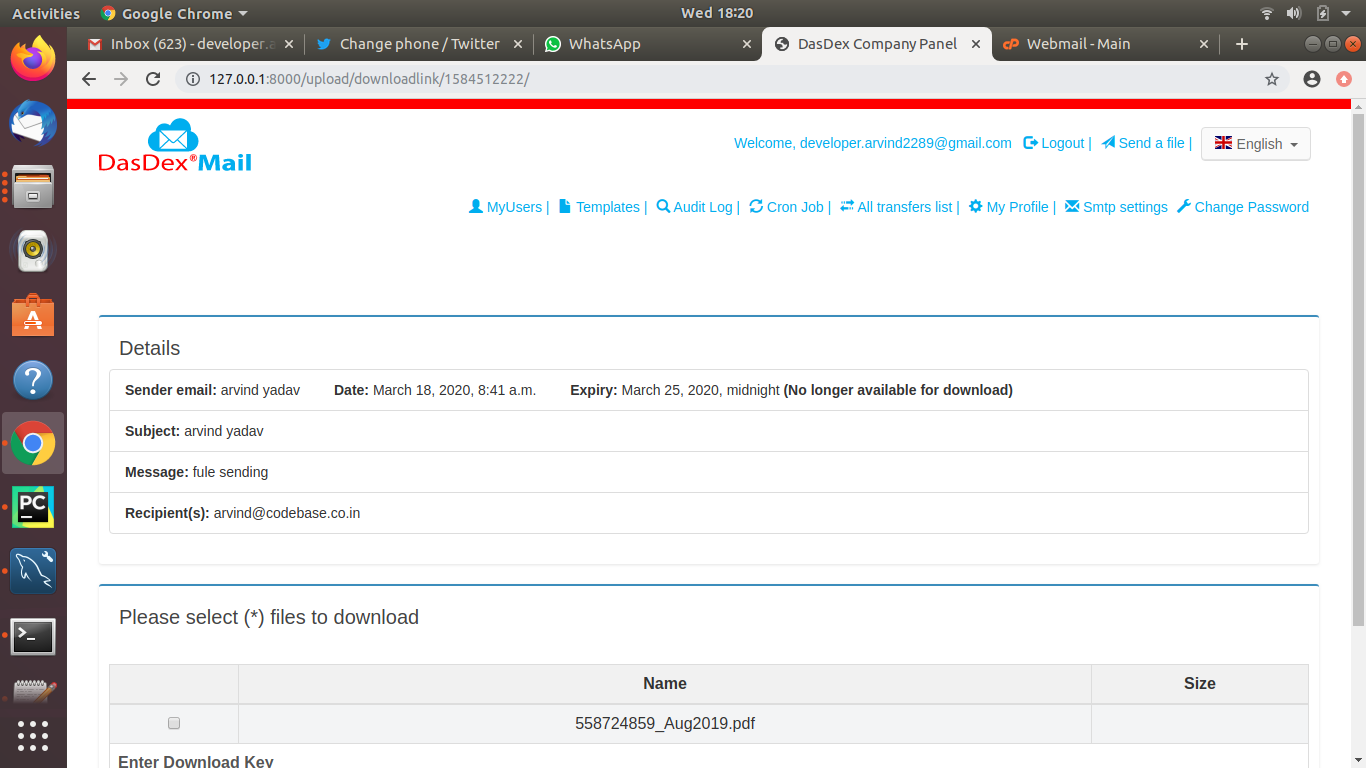 Activities Google Chrome Wed 18:20
Inbox (623) - developer.a Change phone / Twitter WhatsApp DasDex Company Panel Webmail - Main
127.0.0.1:8000/upload/downloadlink/1584512222/
DasDex®Mail
Welcome, developer.arvind2289@gmail.com Logout | Send a file | English
MyUsers | Templates | Audit Log | Cron Job | All transfers list | My Profile | Smtp settings Change Password
Details
Sender email: arvind yadav Date: March 18, 2020, 8:41 a.m. Expiry: March 25, 2020, midnight (No longer available for download)
Subject: arvind yadav
Message: fule sending
Recipient(s): arvind@codebase.co.in
PC
Please select (*) files to download
Name Size
558724859_Aug2019.pdf
Enter Download Key